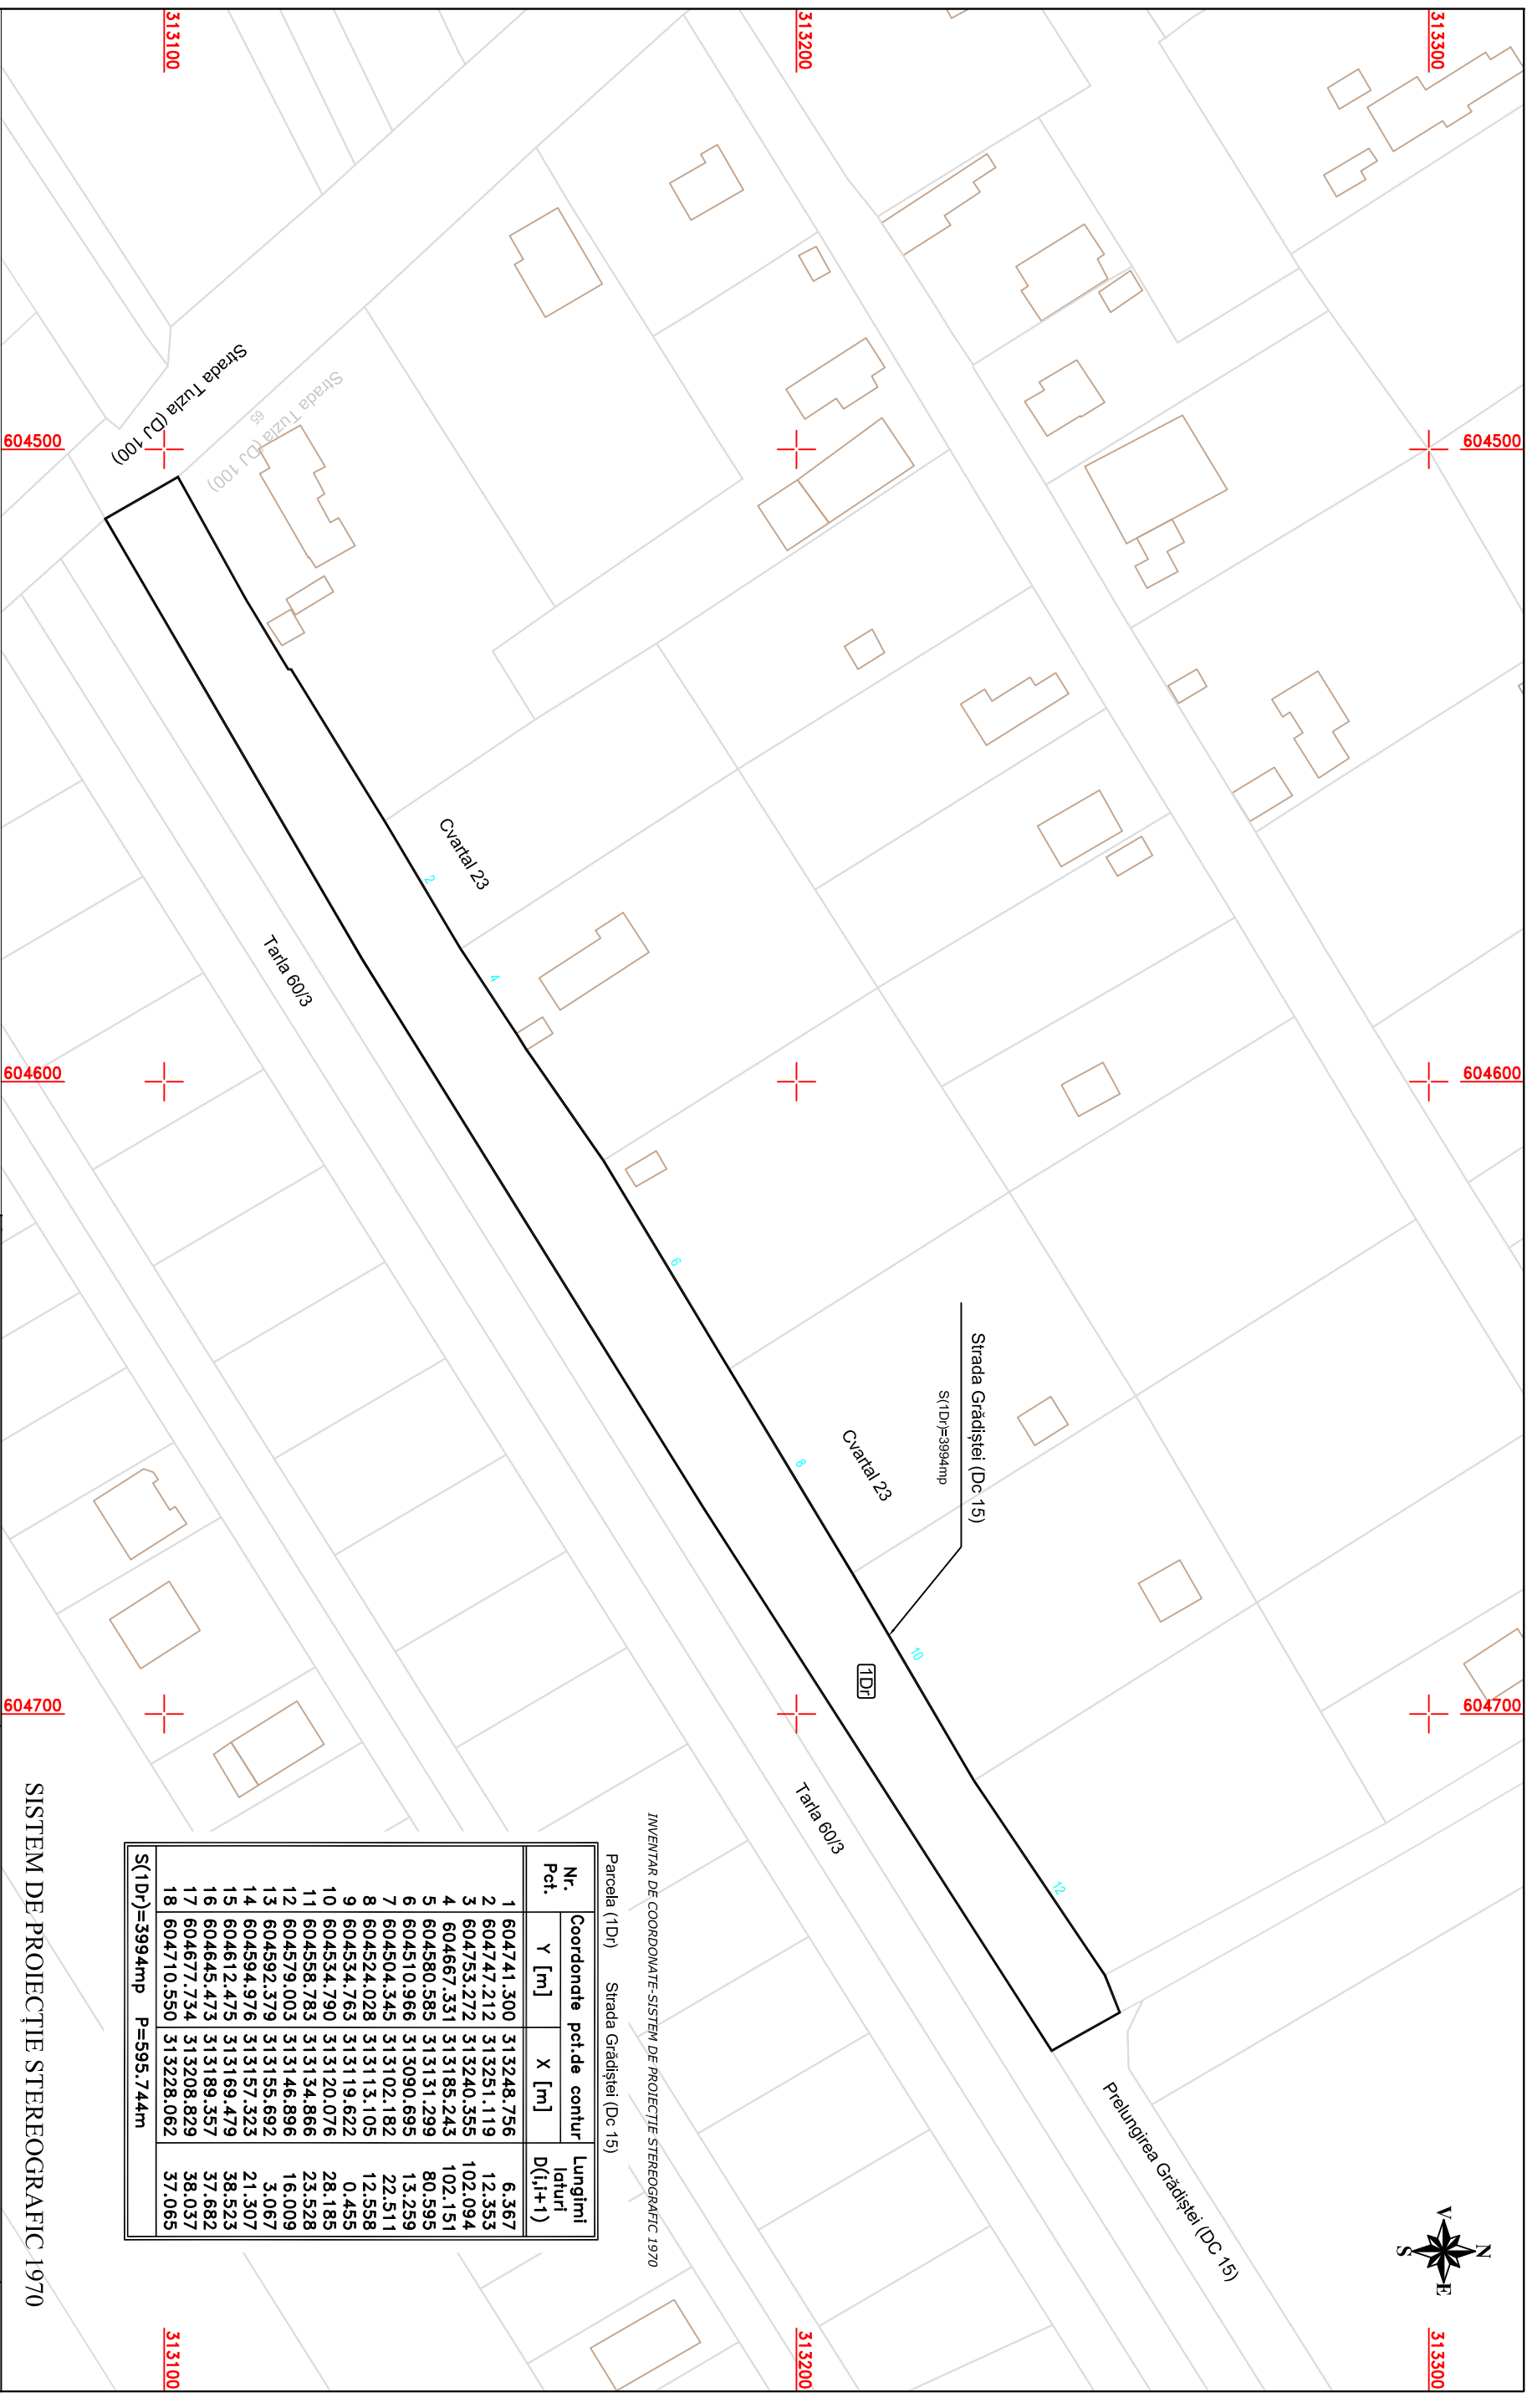 313100
313200
313300
604500
604500
604600
604600
604700
604700
313100
313200
313300
Strada Tuzla (DJ 100)
Strada Tuzla (DJ 100)
63
Cvartal 23
2
4
Tarla 60/3
6
Strada Grădiștei (Dc 15)
S(1Dr)=3994mp
Cvartal 23
8
10
1Dr
Tarla 60/3
12
Prelungirea Grădiștei (DC 15)
N
V
E
S
INVENTAR DE COORDONATE-SISTEM DE PROIECȚIE STEREOGRAFIC 1970
Parcela (1Dr) Strada Grădiștei (Dc 15)
Nr. Pct. Coordonate pct.de contur Lungimi laturi D(i,i+1)
Y [m] X [m]
1 604741.300 313248.756 6.367
2 604747.212 313251.119 12.353
3 604753.272 313240.355 102.094
4 604667.331 313185.243 102.151
5 604580.585 313131.299 80.595
6 604510.966 313090.695 13.259
7 604504.345 313102.182 22.511
8 604524.028 313113.105 12.558
9 604534.763 313119.622 0.455
10 604534.790 313120.076 28.185
11 604558.783 313134.866 23.528
12 604579.003 313146.896 16.009
13 604592.379 313155.692 3.067
14 604594.976 313157.323 21.307
15 604612.475 313169.479 38.523
16 604645.473 313189.357 37.682
17 604677.734 313208.829 38.037
18 604710.550 313228.062 37.065
S(1Dr)=3994mp P=595.744m
SISTEM DE PROIECȚIE STEREOGRAFIC 1970